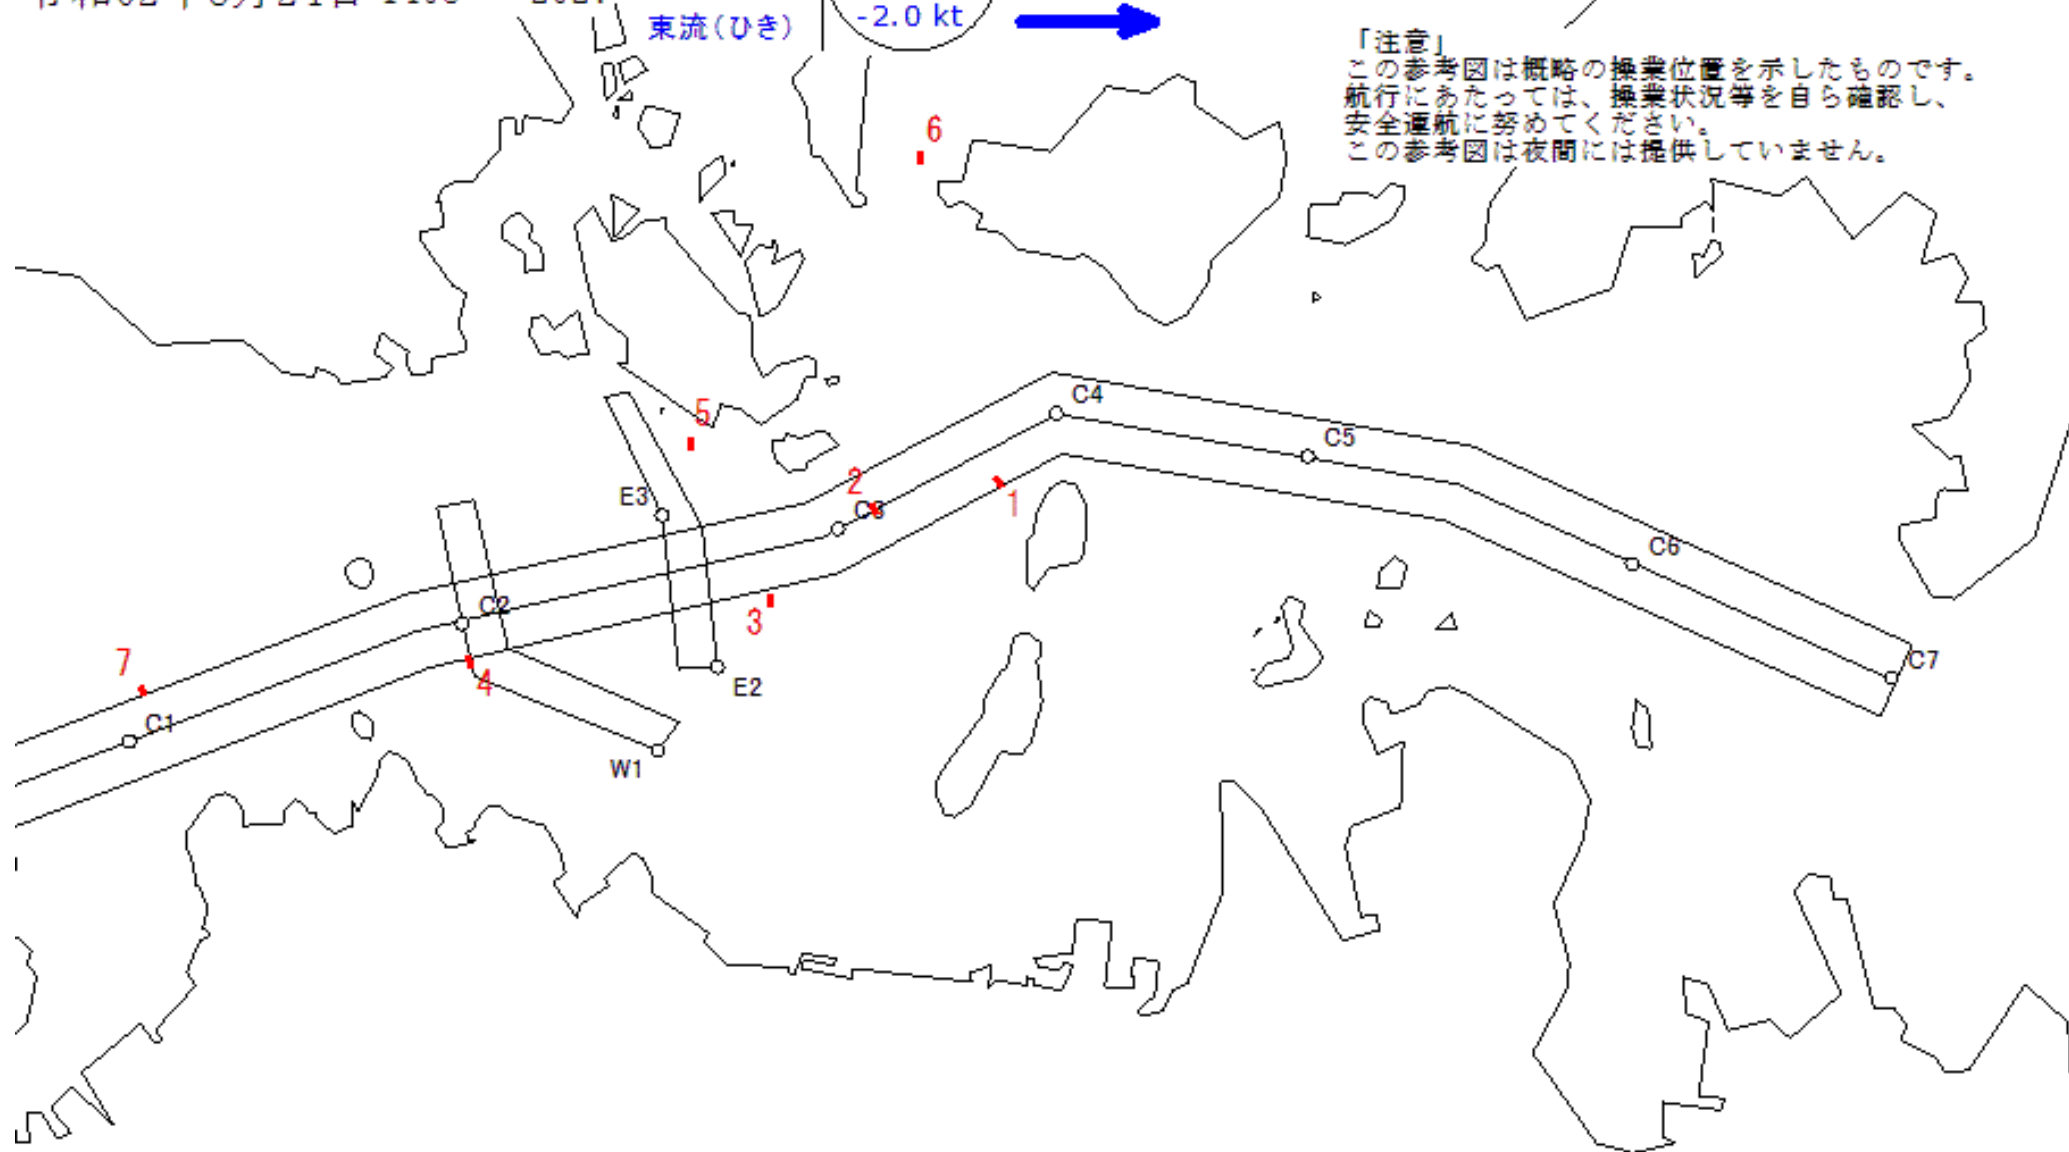 東流(ひき)
-2.0 kt
「注意」
この参考図は概略の操業位置を示したものです。
航行にあたっては、操業状況等を自ら確認し、
安全運航に努めてください。
この参考図は夜間には提供していません。
6
C4
5
C5
2
E3
C3
1
C6
C2
3
7
C7
4
E2
C1
W1